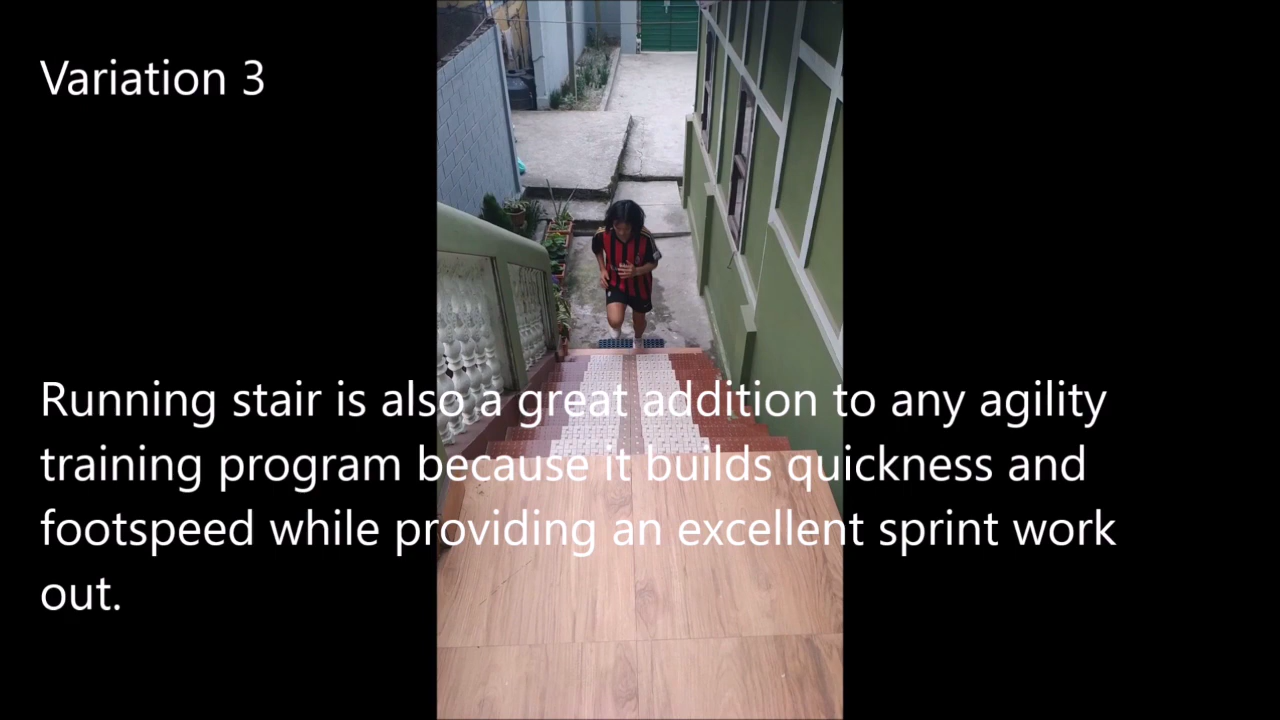 Variation 3
Running stair is also a great addition to any agility
training program because it builds quickness and
footspeed while providing an excellent sprint work
out.